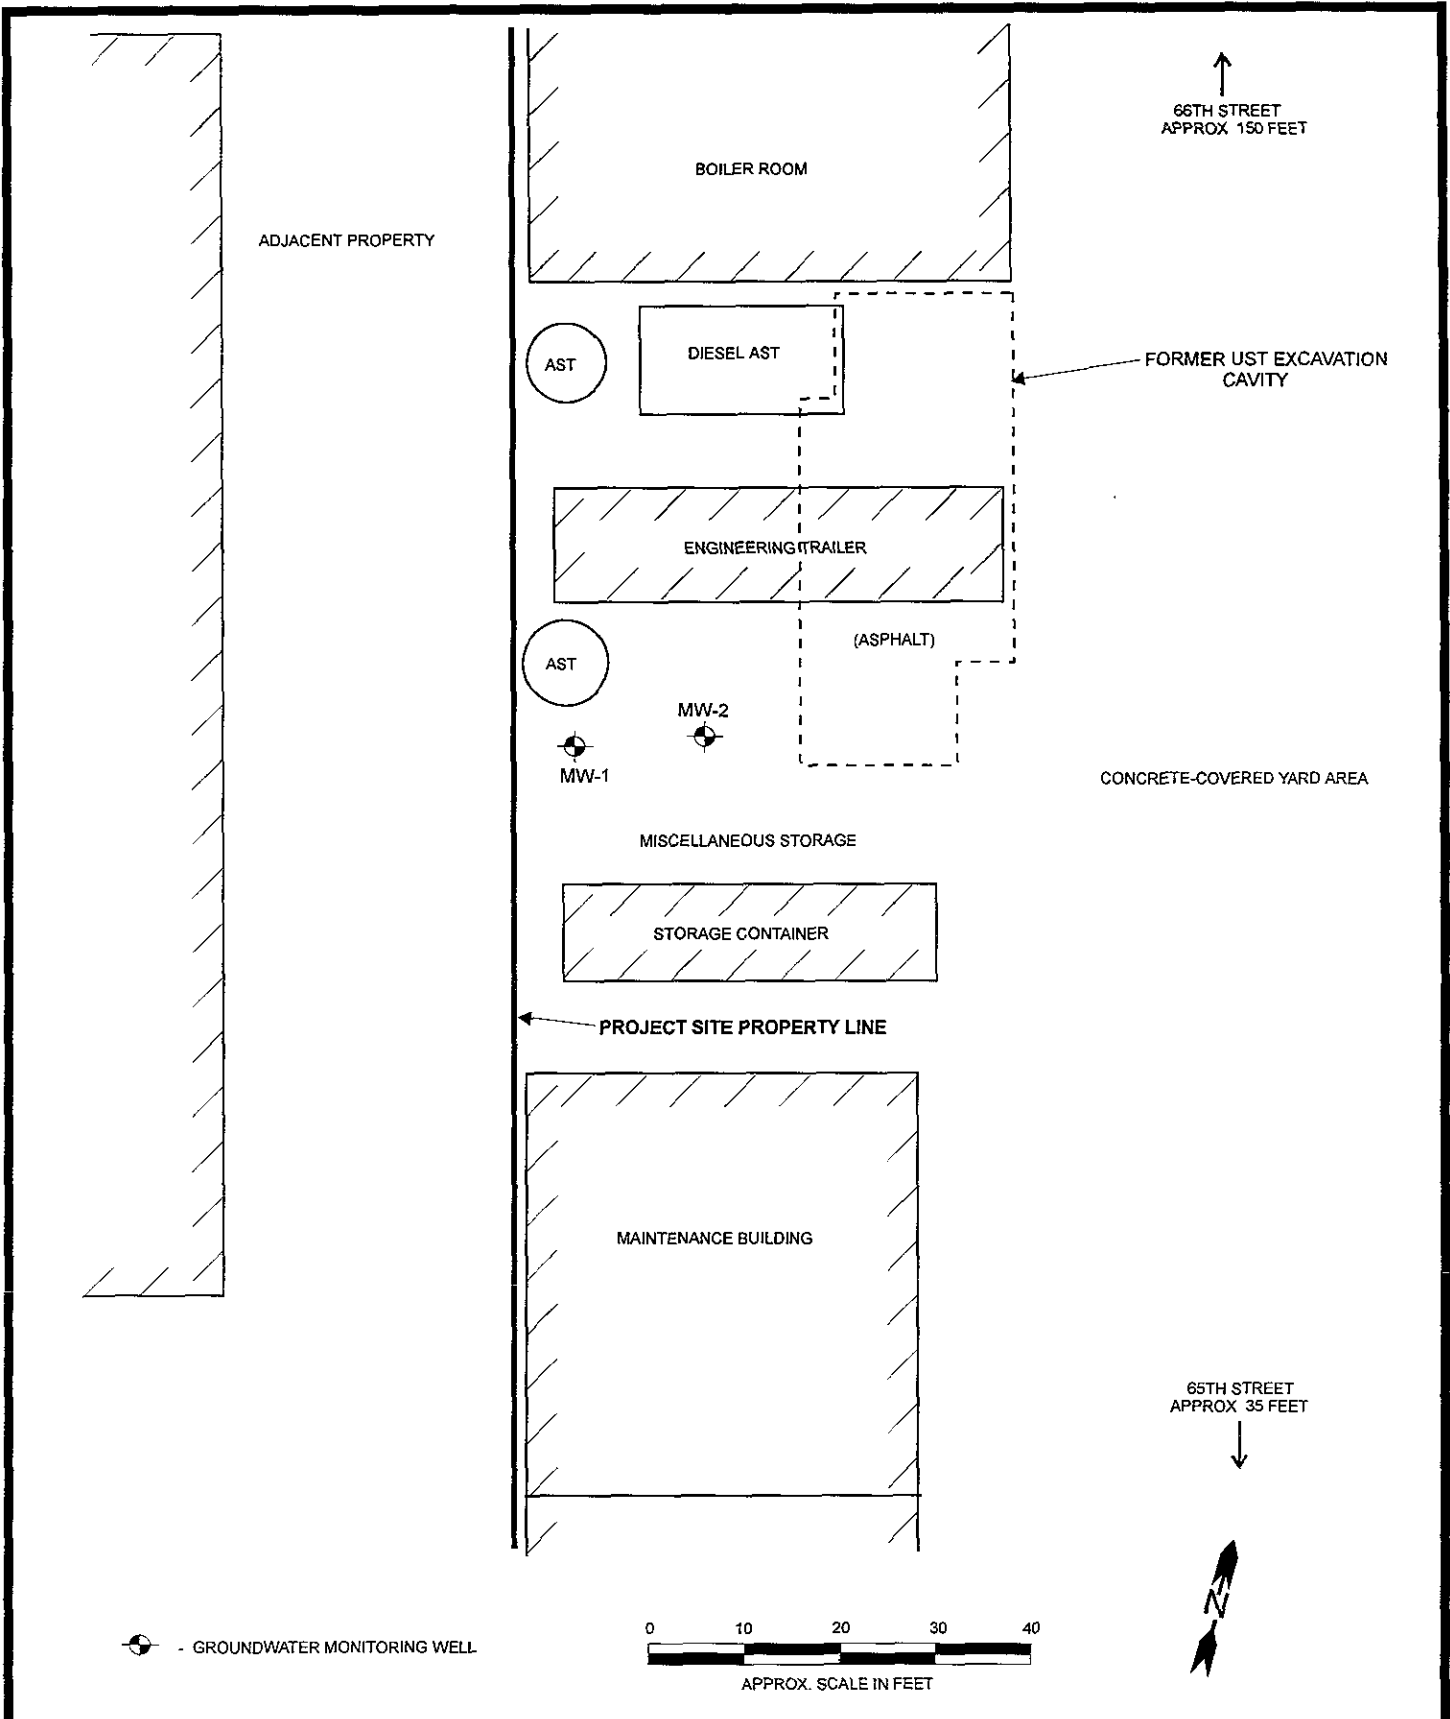 66TH STREET
APPROX 150 FEET
BOILER ROOM
ADJACENT PROPERTY
AST
DIESEL AST
FORMER UST EXCAVATION
CAVITY
ENGINEERING TRAILER
(ASPHALT)
AST
MW-2
MW-1
CONCRETE-COVERED YARD AREA
MISCELLANEOUS STORAGE
STORAGE CONTAINER
PROJECT SITE PROPERTY LINE
MAINTENANCE BUILDING
65TH STREET
APPROX 35 FEET
N
0 10 20 30 40
- GROUNDWATER MONITORING WELL
APPROX. SCALE IN FEET